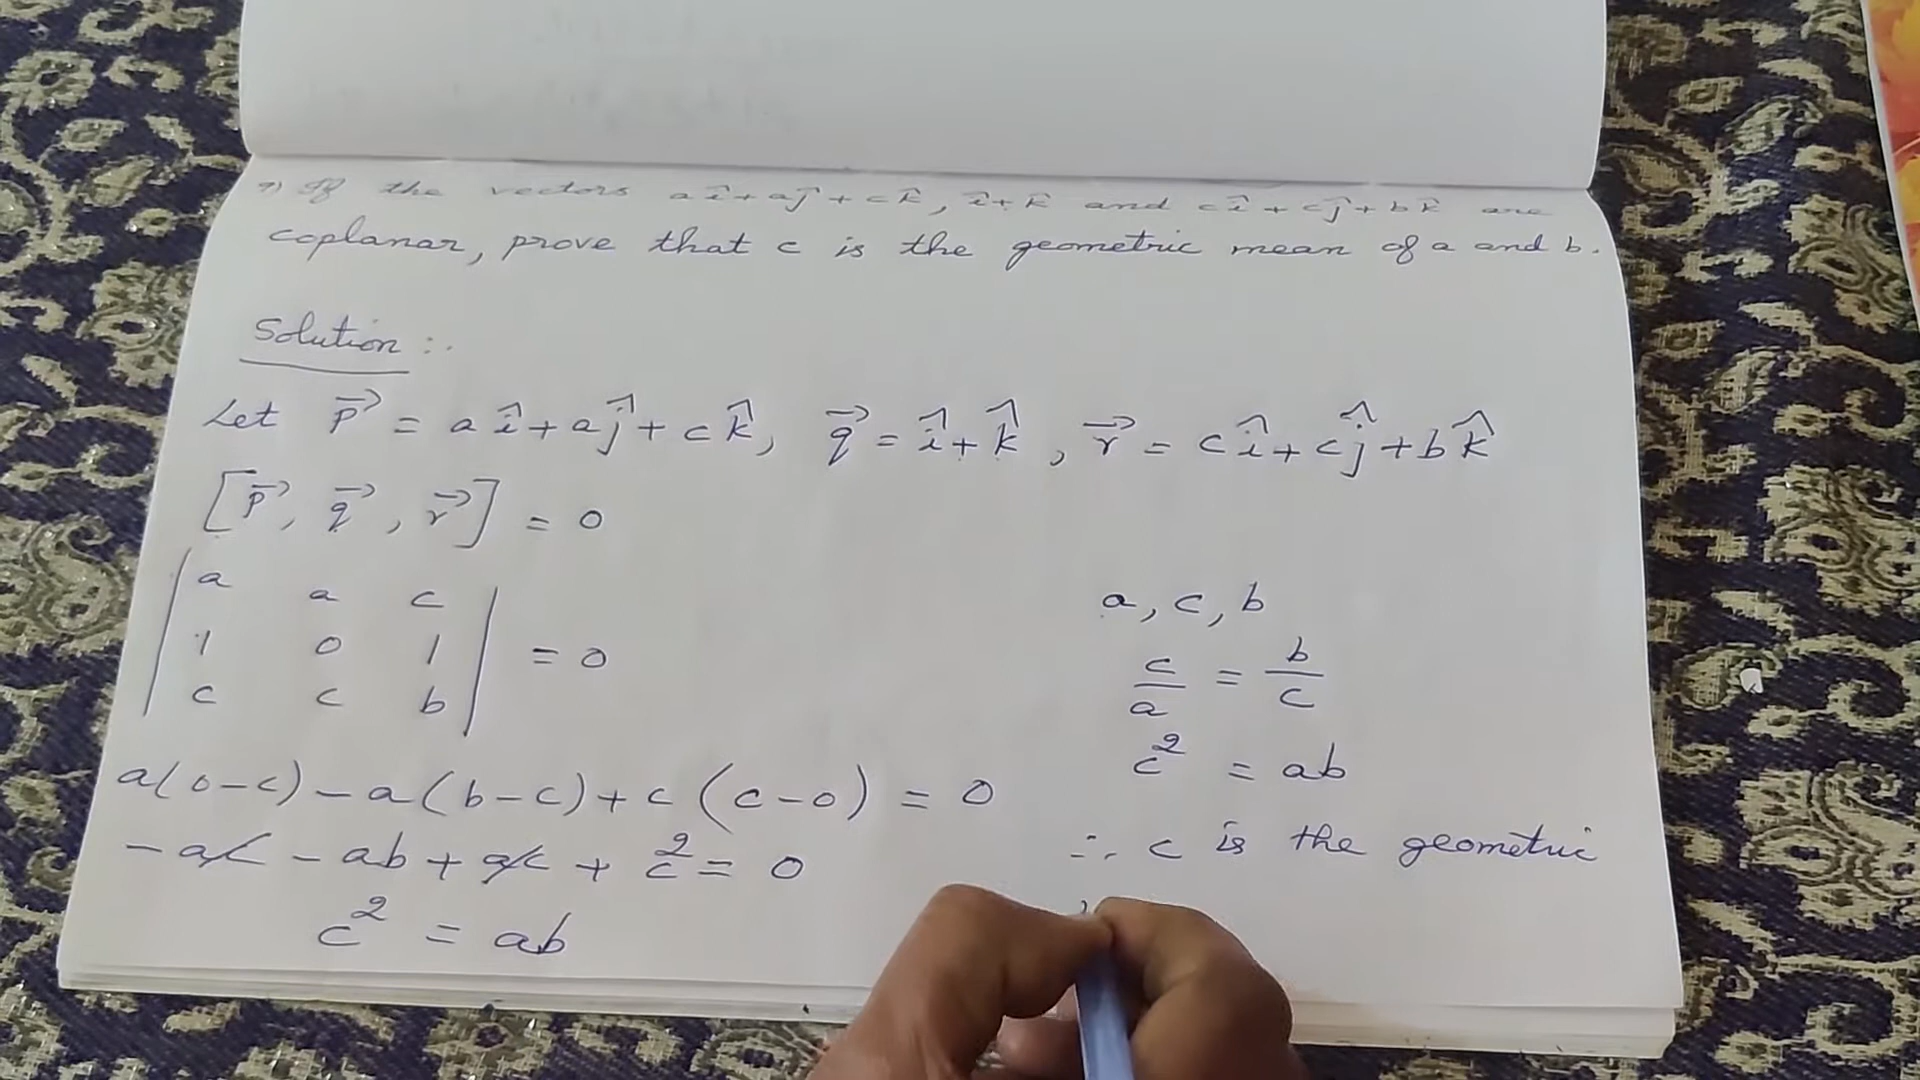 9) If the vectors aî+aĵ+ck̂, î+k̂ and cî+cĵ+bk̂ are
coplanar, prove that c is the geometric mean of a and b.
Solution :.
Let p⃗ = aî+aĵ+ck̂, q⃗ = î+k̂, r⃗ = cî+cĵ+bk̂
[p⃗, q⃗, r⃗] = 0
| a a c |
| 1 0 1 | = 0
| c c b |
a(0-c)-a(b-c)+c(c-0) = 0
-ac-ab+ac+c² = 0
c² = ab
a, c, b
c/a = b/c
c² = ab
∴ c is the geometric